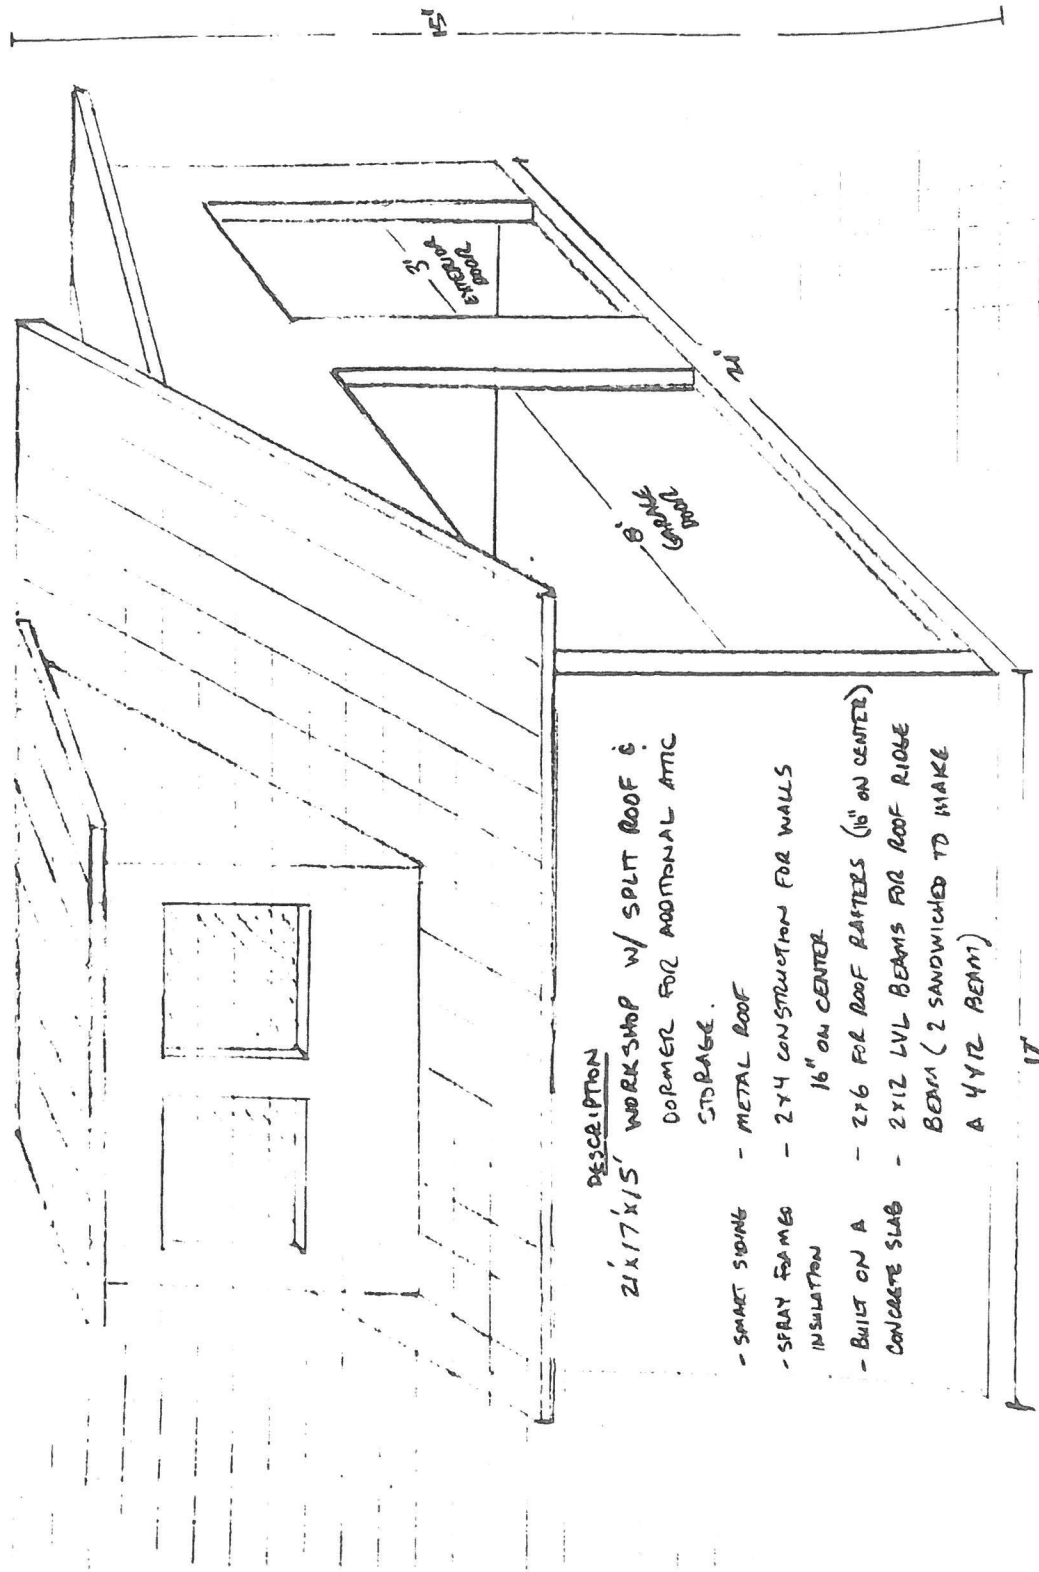 15'
3'
EXTERIOR
DOOR
8'
GARAGE
DOOR
21'
17'
DESCRIPTION
21'x17'x15' WORKSHOP W/ SPLIT ROOF &
DORMER FOR ADDITIONAL ATTIC
STORAGE.
- SMART SIDING
- SPRAY FOAMED
INSULATION
- BUILT ON A
CONCRETE SLAB
- METAL ROOF
- 2x4 CONSTRUCTION FOR WALLS
16" ON CENTER
- 2x6 FOR ROOF RAFTERS (16" ON CENTER)
- 2x12 LVL BEAMS FOR ROOF RIDGE
BEAM (2 SANDWICHED TO MAKE
A 4x12 BEAM)